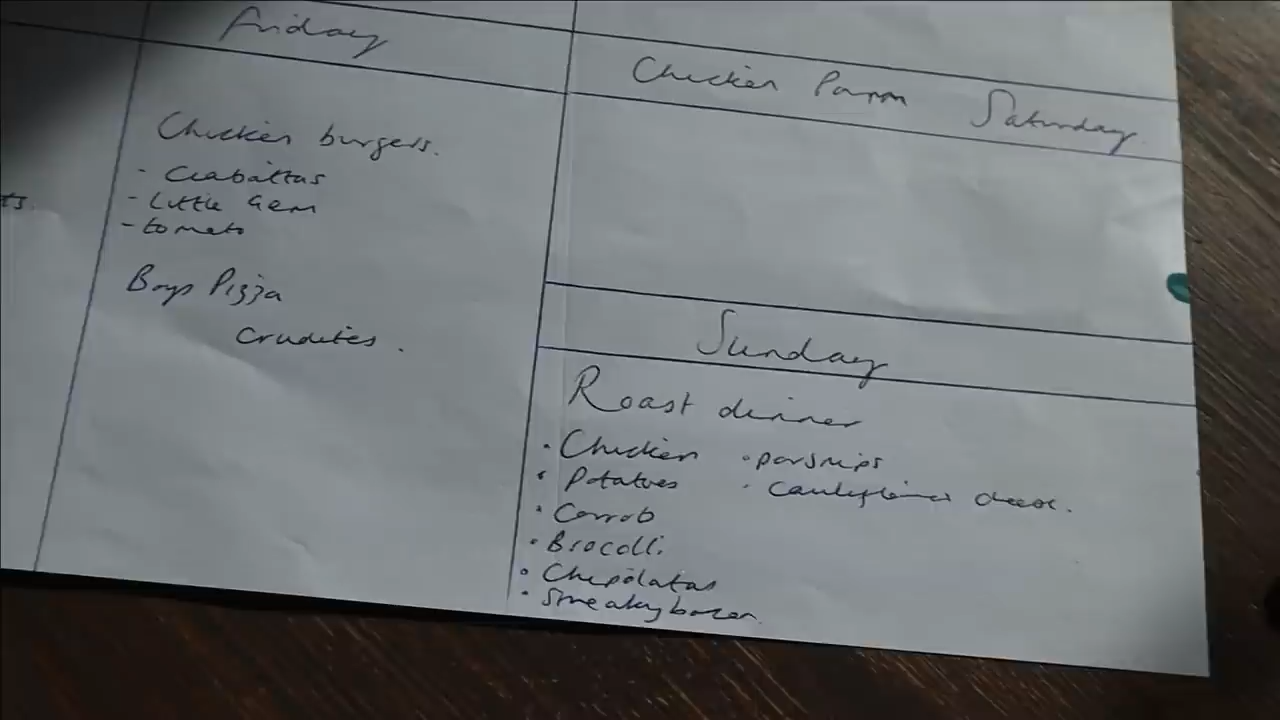 Friday
Chicken burgers.
- Ciabattas
- Little Gem
- tomato
Boys Pizza
Crudites.
Chicken Parm Saturday
Sunday
Roast dinner
• Chicken • parsnips
• Potatoes • Cauliflower cheese.
• Carrots
• Brocolli
• Chipolatas
• Streaky bacon